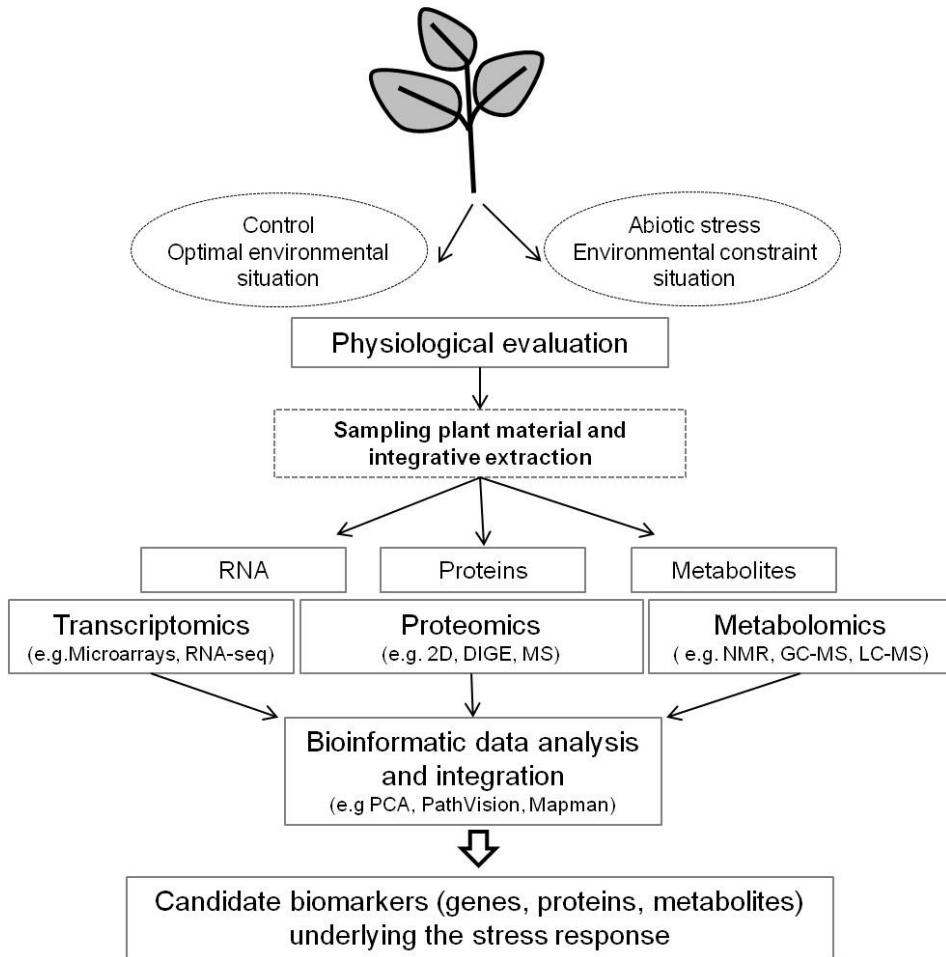 Control
Optimal environmental
situation
Abiotic stress
Environmental constraint
situation
Physiological evaluation
Sampling plant material and
integrative extraction
RNA
Proteins
Metabolites
Transcriptomics
(e.g.Microarrays, RNA-seq)
Proteomics
(e.g. 2D, DIGE, MS)
Metabolomics
( e.g. NMR, GC-MS, LC-MS)
Bioinformatic data analysis
and integration
(e.g PCA, PathVision, Mapman)
Candidate biomarkers (genes, proteins, metabolites)
underlying the stress response